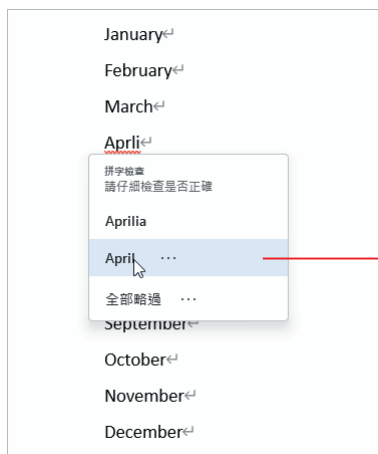 January↵
February↵
March↵
Aprli↵
拼字檢查
請仔細檢查是否正確
Aprilia
April ···
全部略過 ···
September↵
October↵
November↵
December↵